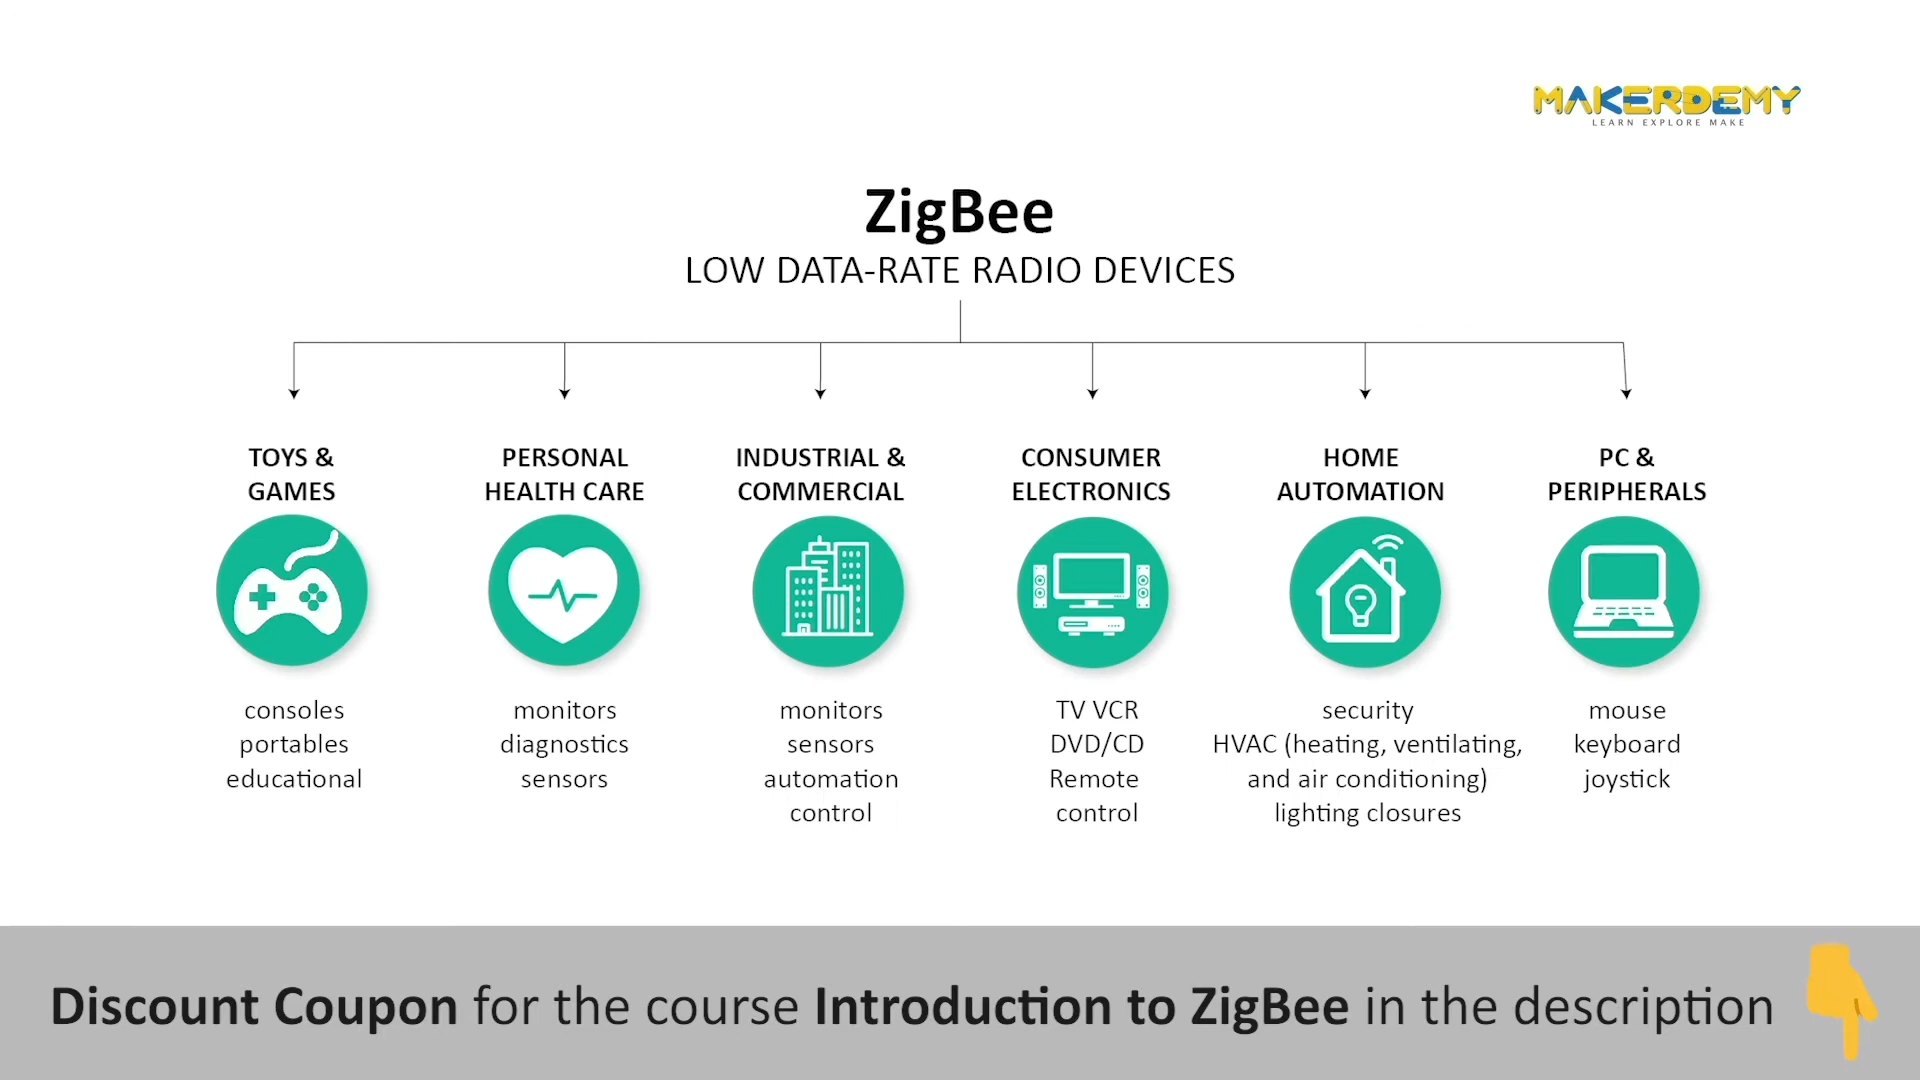 MAKERDEMY
LEARN EXPLORE MAKE
ZigBee
LOW DATA-RATE RADIO DEVICES
TOYS &
GAMES
consoles
portables
educational
PERSONAL
HEALTH CARE
monitors
diagnostics
sensors
INDUSTRIAL &
COMMERCIAL
monitors
sensors
automation
control
CONSUMER
ELECTRONICS
TV VCR
DVD/CD
Remote
control
HOME
AUTOMATION
security
HVAC (heating, ventilating,
and air conditioning)
lighting closures
PC &
PERIPHERALS
mouse
keyboard
joystick
Discount Coupon for the course Introduction to ZigBee in the description